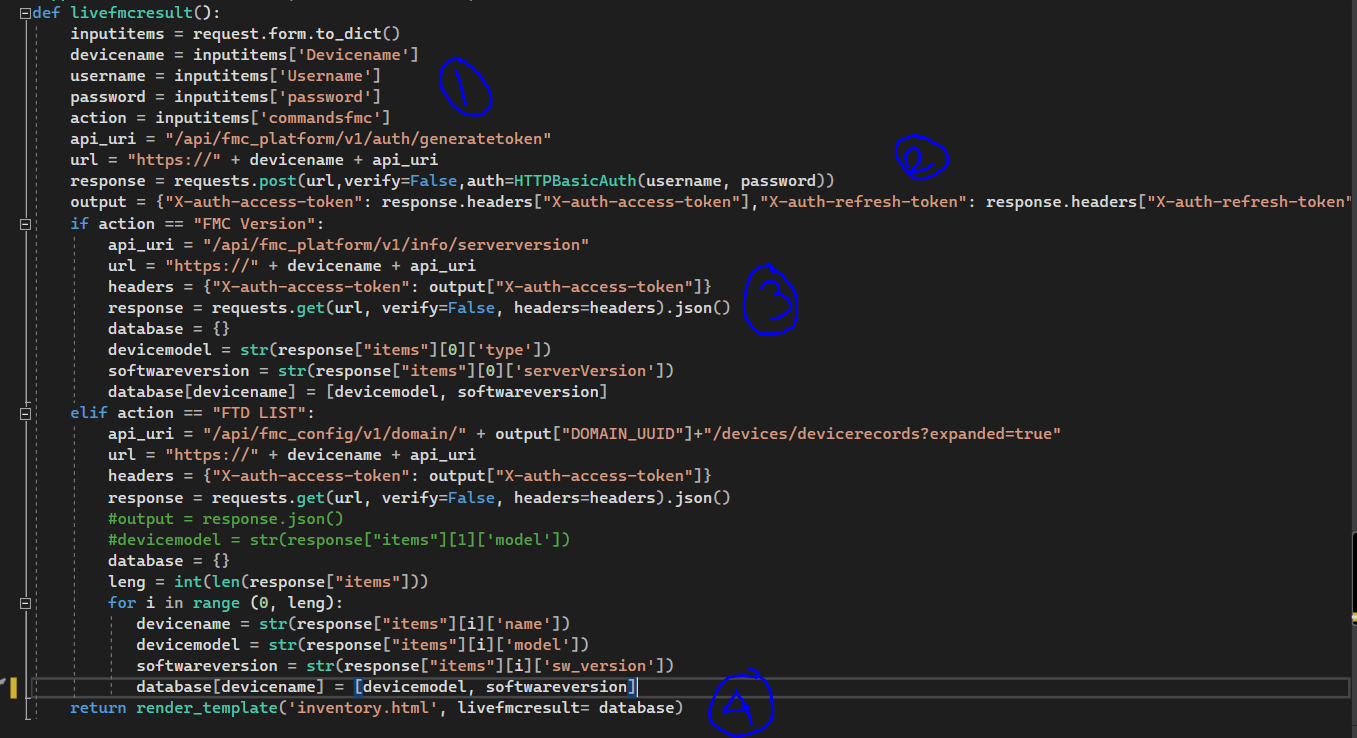 def livefmcresult():
inputitems = request.form.to_dict()
devicename = inputitems['Devicename']
username = inputitems['Username']
password = inputitems['password']
1
action = inputitems['commandsfmc']
api_uri = "/api/fmc_platform/v1/auth/generatetoken"
url = "https://" + devicename + api_uri
2
response = requests.post(url,verify=False,auth=HTTPBasicAuth(username, password))
output = {"X-auth-access-token": response.headers["X-auth-access-token"],"X-auth-refresh-token": response.headers["X-auth-refresh-token"
if action == "FMC Version":
api_uri = "/api/fmc_platform/v1/info/serverversion"
url = "https://" + devicename + api_uri
headers = {"X-auth-access-token": output["X-auth-access-token"]}
3
response = requests.get(url, verify=False, headers=headers).json()
database = {}
devicemodel = str(response["items"][0]['type'])
softwareversion = str(response["items"][0]['serverVersion'])
database[devicename] = [devicemodel, softwareversion]
elif action == "FTD LIST":
api_uri = "/api/fmc_config/v1/domain/" + output["DOMAIN_UUID"]+"/devices/devicerecords?expanded=true"
url = "https://" + devicename + api_uri
headers = {"X-auth-access-token": output["X-auth-access-token"]}
response = requests.get(url, verify=False, headers=headers).json()
#output = response.json()
#devicemodel = str(response["items"][1]['model'])
database = {}
leng = int(len(response["items"]))
for i in range (0, leng):
devicename = str(response["items"][i]['name'])
devicemodel = str(response["items"][i]['model'])
softwareversion = str(response["items"][i]['sw_version'])
database[devicename] = [devicemodel, softwareversion]
return render_template('inventory.html', livefmcresult= database)
4